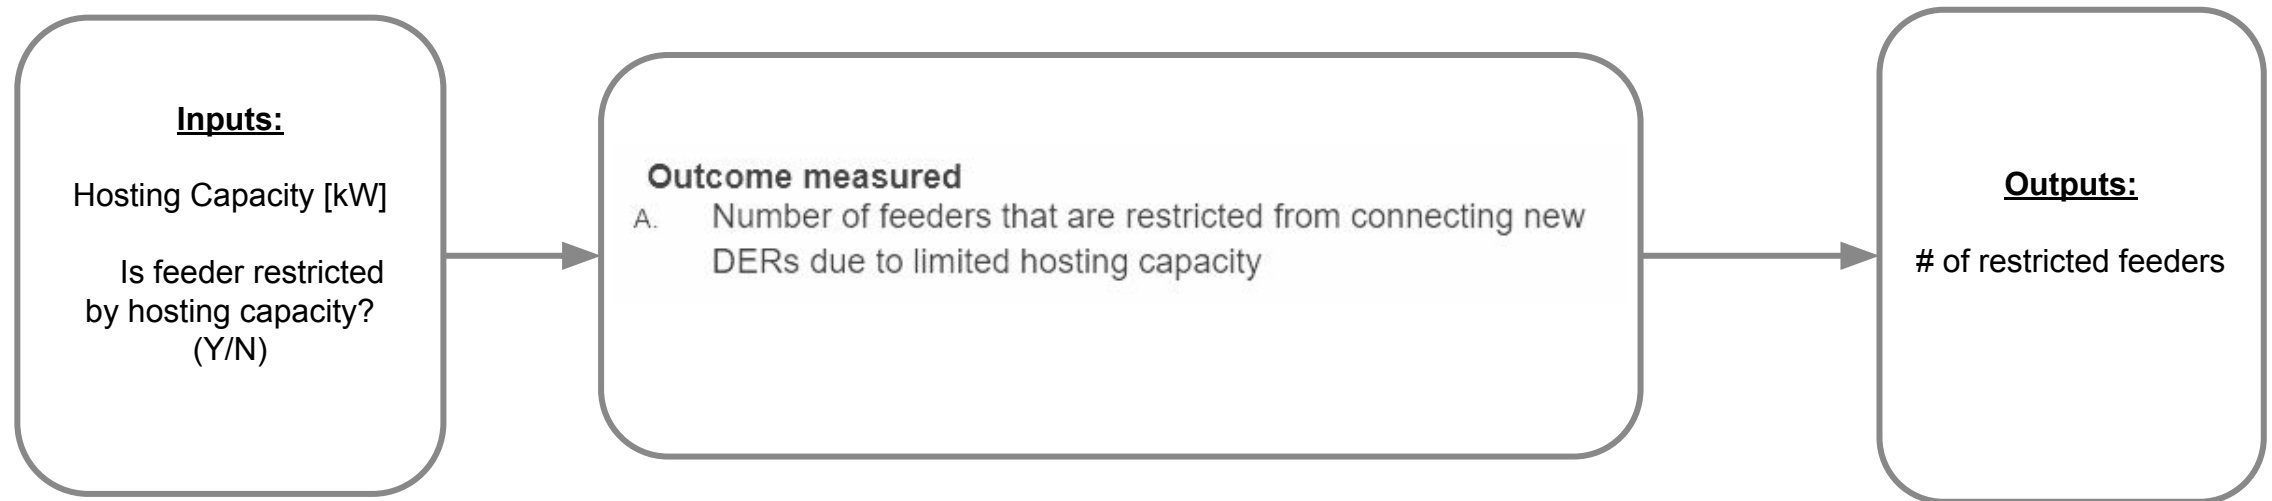 Inputs:
Hosting Capacity [kW]
Is feeder restricted
by hosting capacity?
(Y/N)
Outcome measured
A. Number of feeders that are restricted from connecting new
DERs due to limited hosting capacity
Outputs:
# of restricted feeders